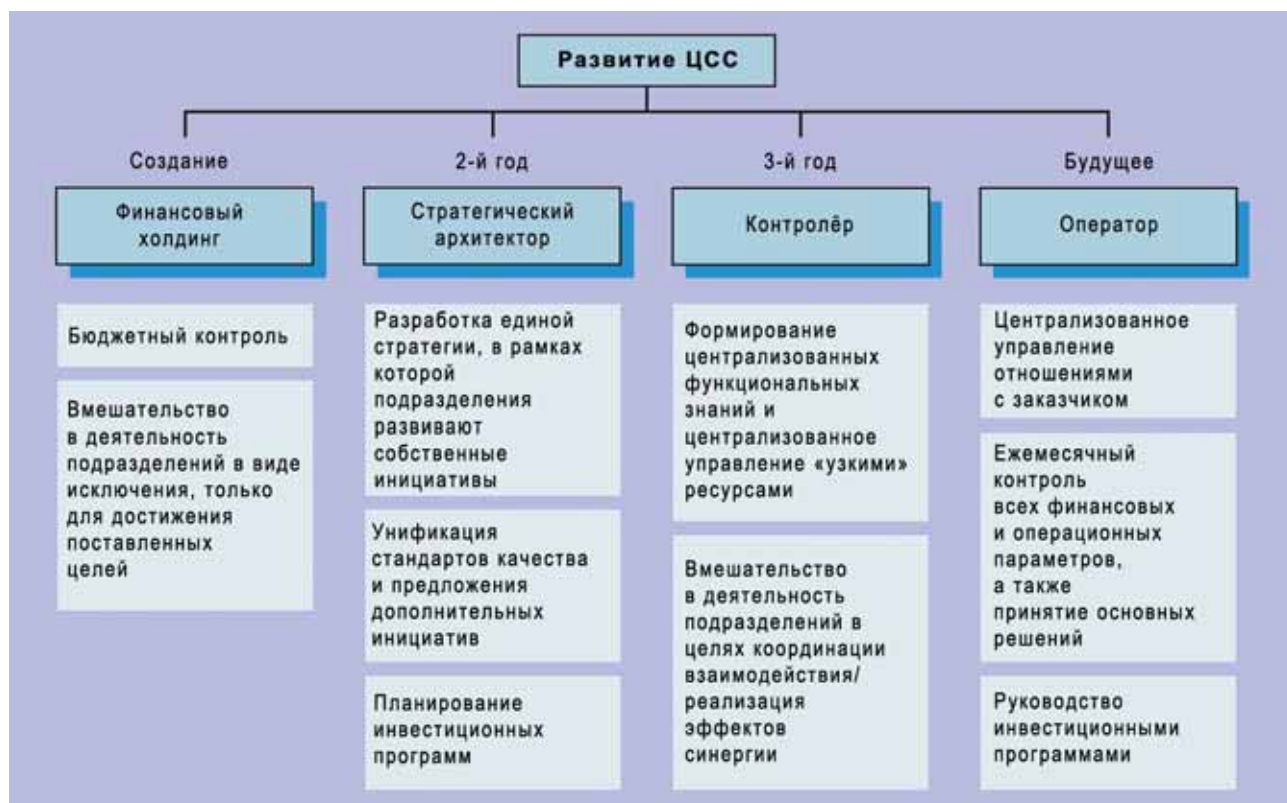 Развитие ЦСС
Создание
2-й год
3-й год
Будущее
Финансовый
холдинг
Стратегический
архитектор
Контролёр
Оператор
Бюджетный контроль
Вмешательство
в деятельность
подразделений в виде
исключения, только
для достижения
поставленных
целей
Разработка единой
стратегии, в рамках
которой
подразделения
развивают
собственные
инициативы
Унификация
стандартов качества
и предложения
дополнительных
инициатив
Планирование
инвестиционных
программ
Формирование
централизованных
функциональных
знаний и
централизованное
управление «узкими»
ресурсами
Вмешательство
в деятельность
подразделений в
целях координации
взаимодействия/
реализация
эффектов
синергии
Централизованное
управление
отношениями
с заказчиком
Ежемесячный
контроль
всех финансовых
и операционных
параметров,
а также
принятие основных
решений
Руководство
инвестиционными
программами